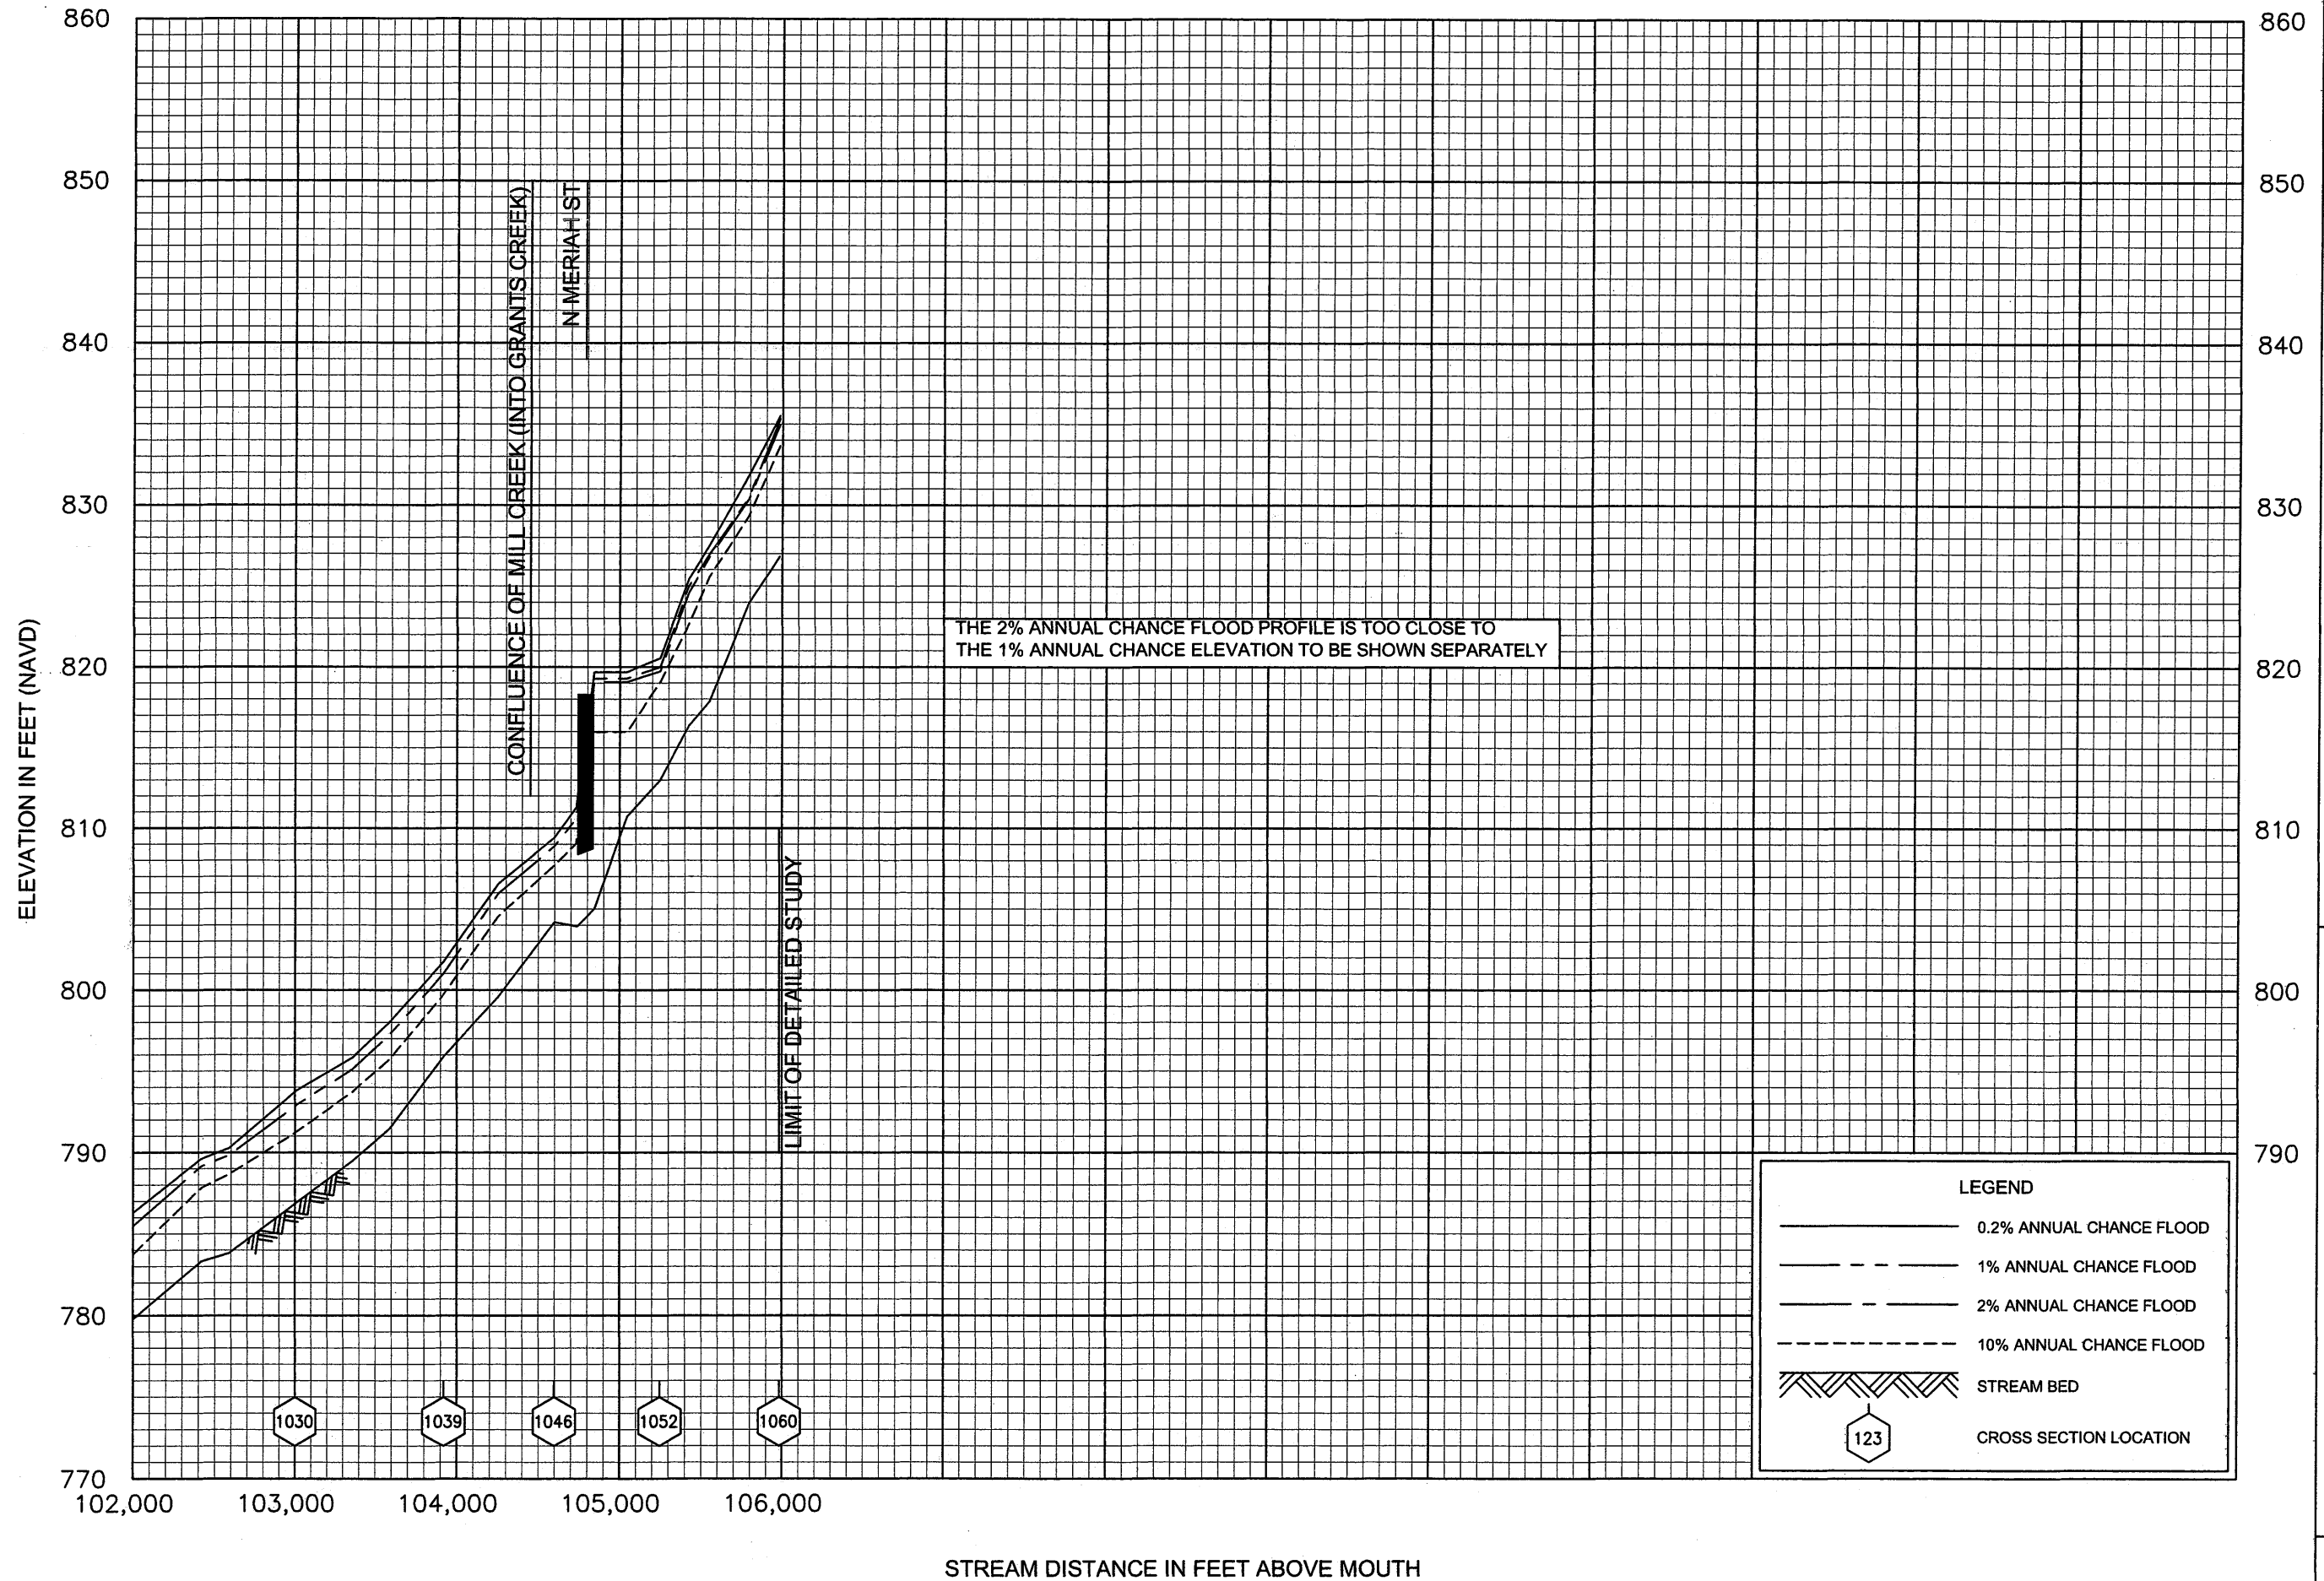 860
850
840
830
820
810
800
790
780
770
ELEVATION IN FEET (NAVD)
860
850
840
830
820
810
800
790
CONFLUENCE OF MILL CREEK (INTO GRANTS CREEK)
N MERIAH ST
THE 2% ANNUAL CHANCE FLOOD PROFILE IS TOO CLOSE TO
THE 1% ANNUAL CHANCE ELEVATION TO BE SHOWN SEPARATELY
LIMIT OF DETAILED STUDY
1030
1039
1046
1052
1060
LEGEND
0.2% ANNUAL CHANCE FLOOD
1% ANNUAL CHANCE FLOOD
2% ANNUAL CHANCE FLOOD
10% ANNUAL CHANCE FLOOD
STREAM BED
123
CROSS SECTION LOCATION
102,000
103,000
104,000
105,000
106,000
STREAM DISTANCE IN FEET ABOVE MOUTH